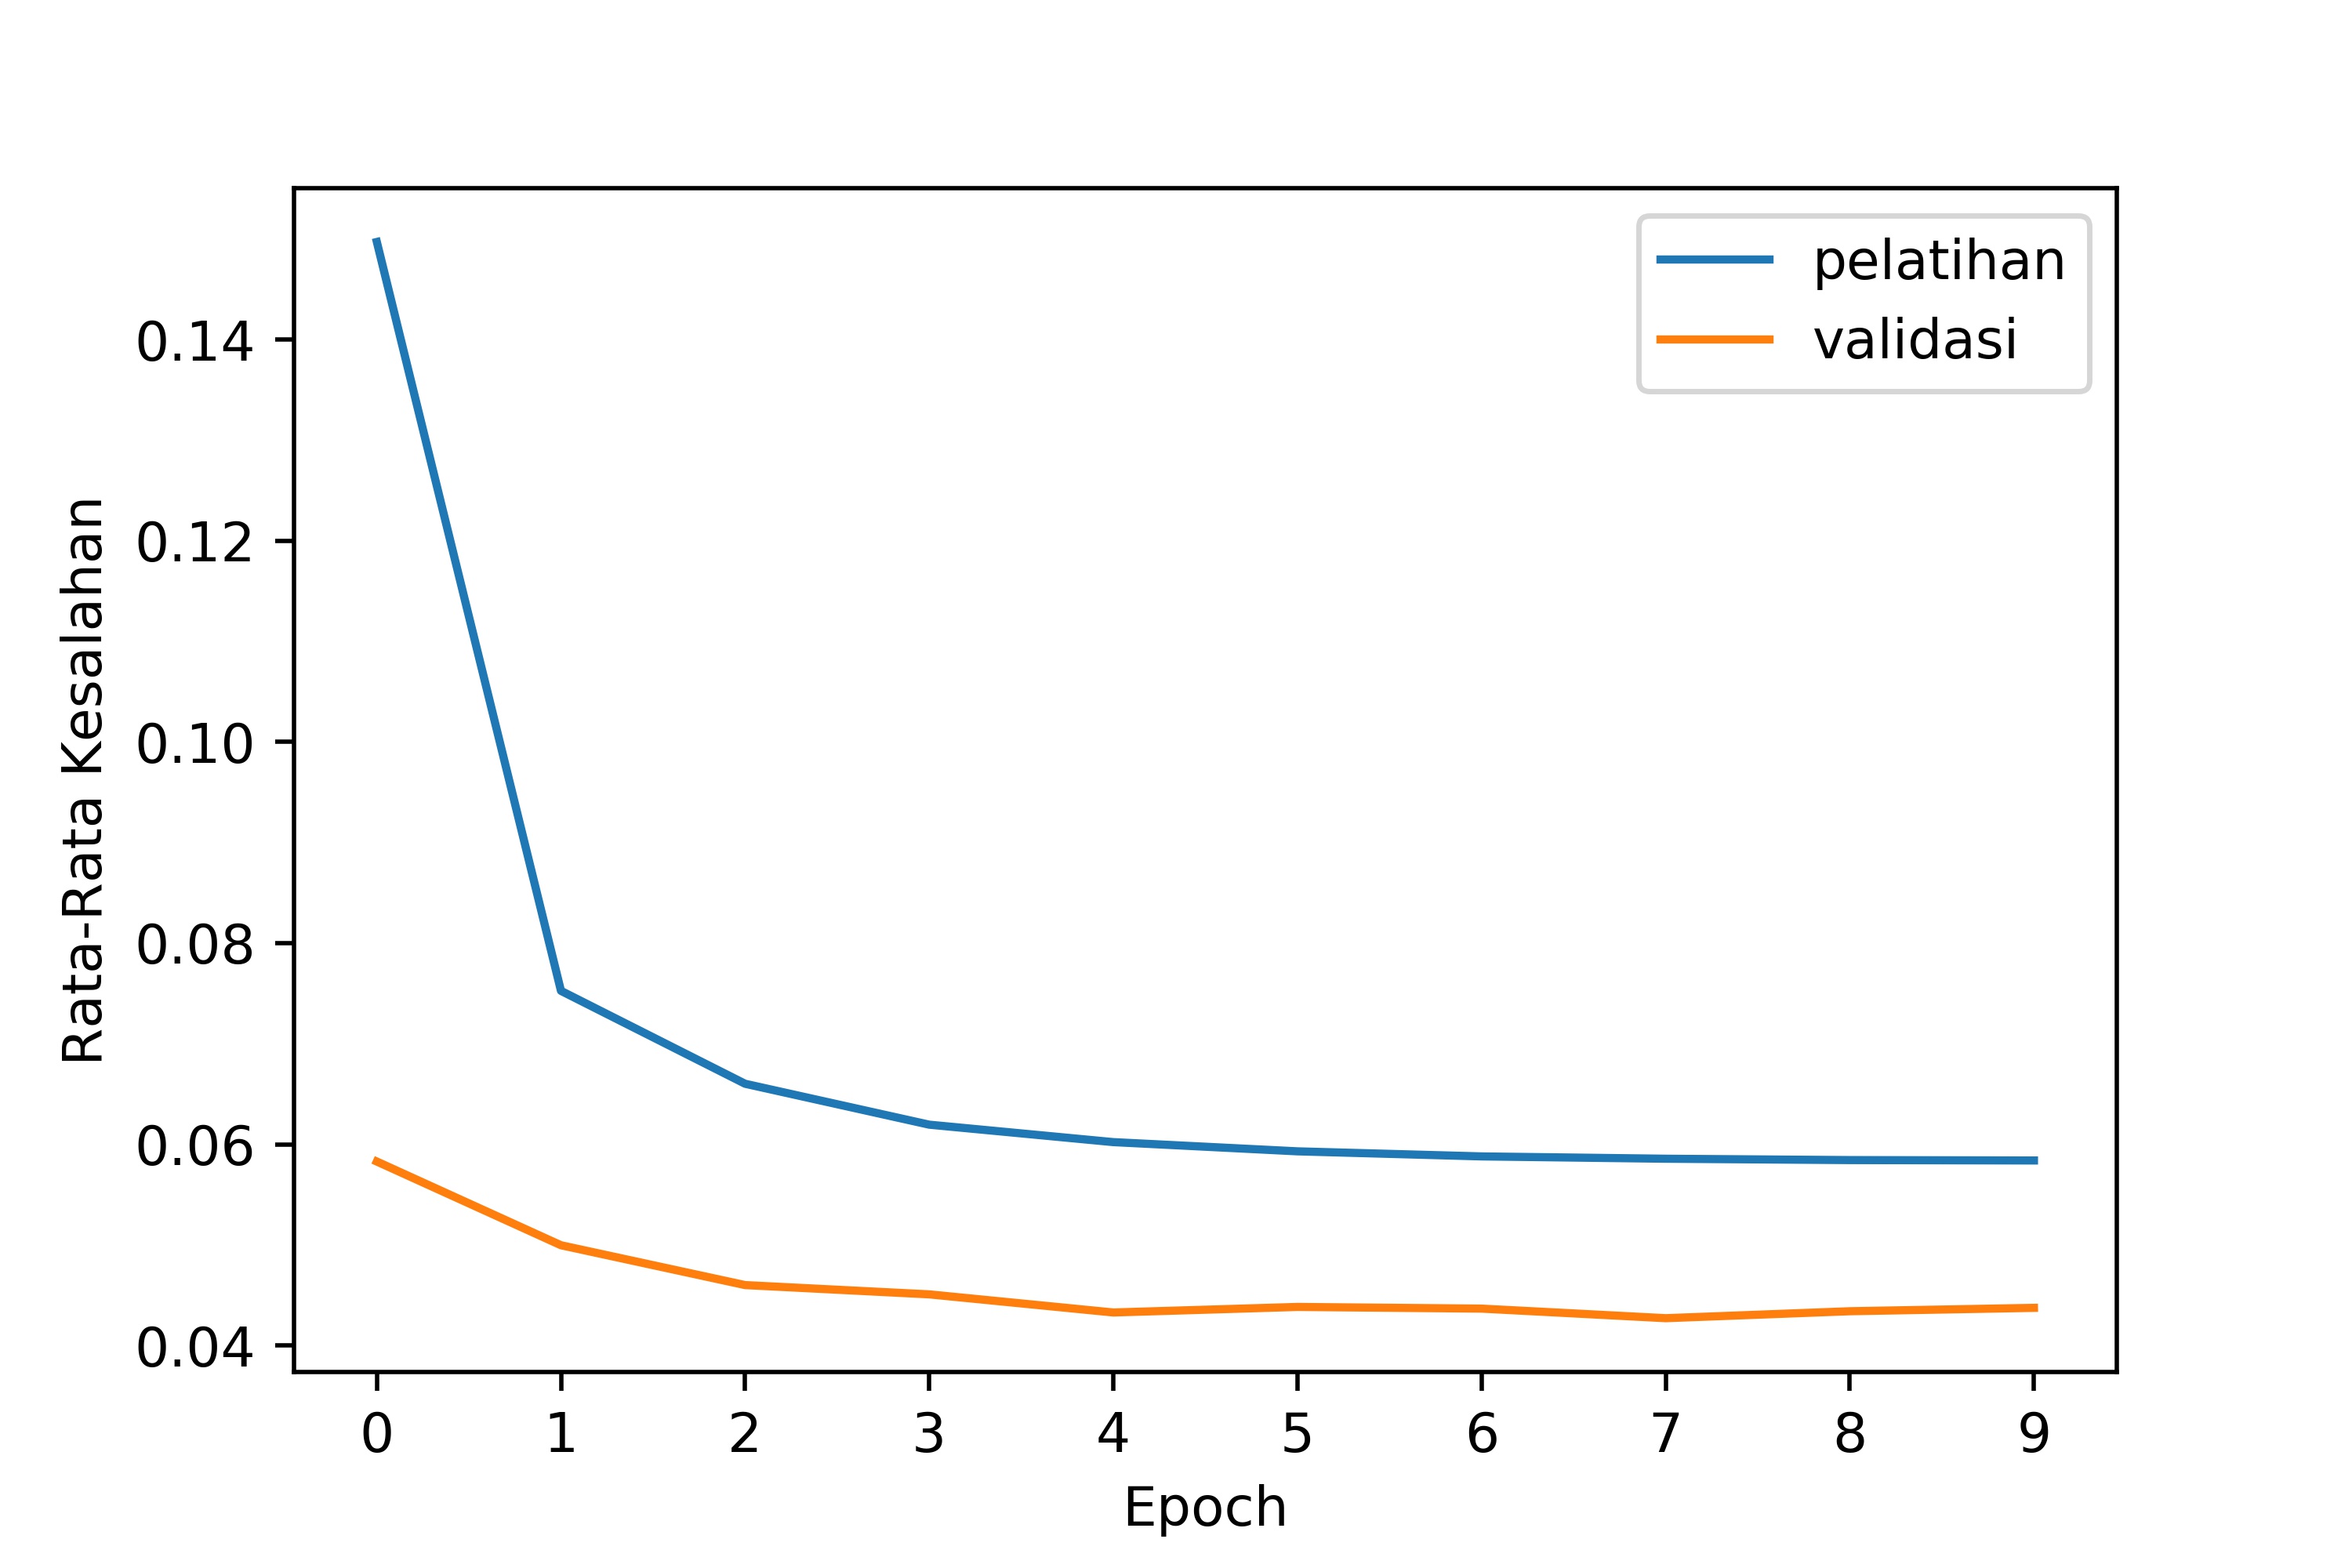 pelatihan
validasi
0.14
0.12
0.10
0.08
0.06
0.04
Rata-Rata Kesalahan
0 1 2 3 4 5 6 7 8 9
Epoch